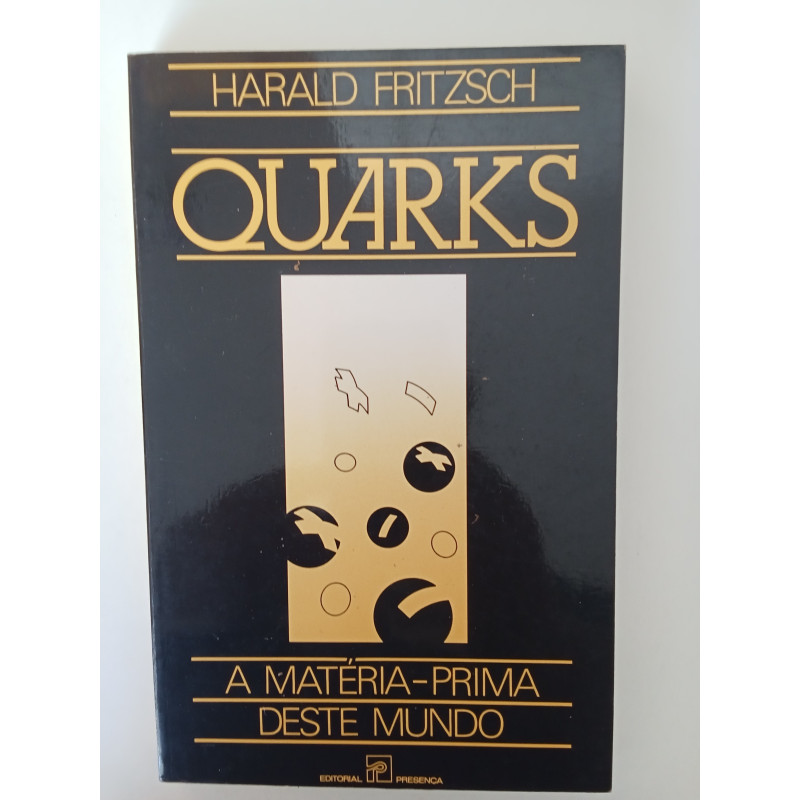 HARALD FRITZSCH
QUARKS
A MATÉRIA-PRIMA
DESTE MUNDO
EDITORIAL PRESENÇA